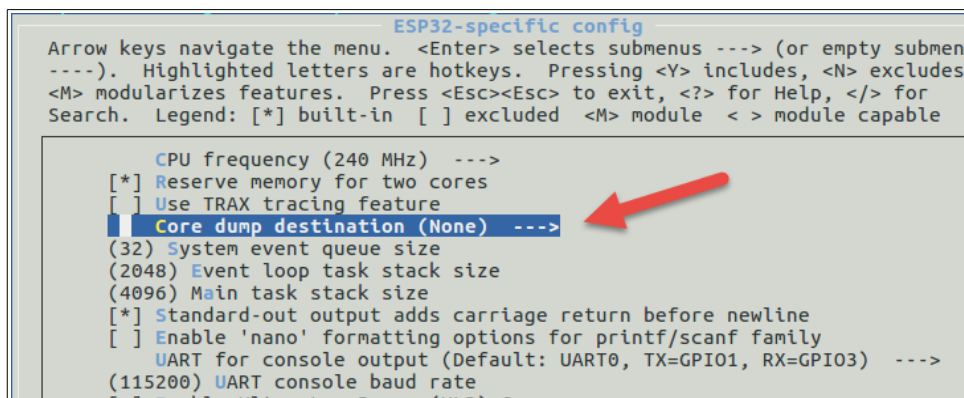 ESP32-specific config
Arrow keys navigate the menu.  <Enter> selects submenus ---> (or empty submen
----).  Highlighted letters are hotkeys.  Pressing <Y> includes, <N> excludes
<M> modularizes features.  Press <Esc><Esc> to exit, <?> for Help, </> for
Search.  Legend: [*] built-in  [ ] excluded  <M> module  < > module capable
CPU frequency (240 MHz)  --->
[*] Reserve memory for two cores
[ ] Use TRAX tracing feature
Core dump destination (None)  --->
(32) System event queue size
(2048) Event loop task stack size
(4096) Main task stack size
[*] Standard-out output adds carriage return before newline
[ ] Enable 'nano' formatting options for printf/scanf family
UART for console output (Default: UART0, TX=GPIO1, RX=GPIO3)  --->
(115200) UART console baud rate